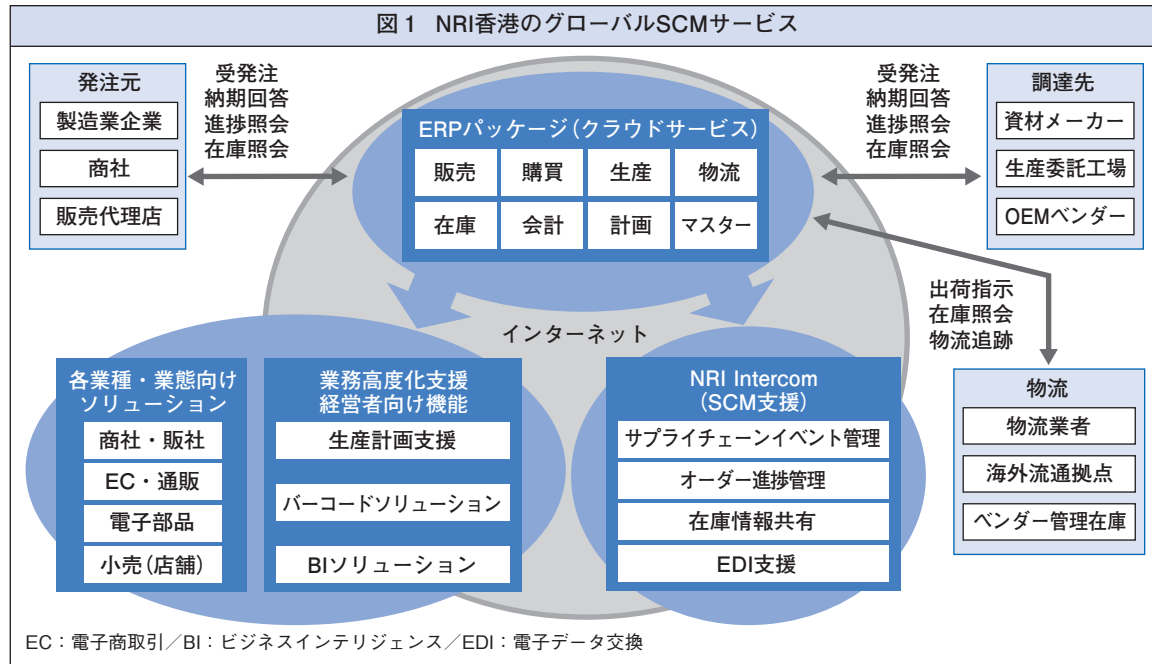 図1 NRI香港のグローバルSCMサービス
発注元
製造業企業
商社
販売代理店
受発注
納期回答
進捗照会
在庫照会
ERPパッケージ(クラウドサービス)
販売 購買 生産 物流
在庫 会計 計画 マスター
受発注
納期回答
進捗照会
在庫照会
調達先
資材メーカー
生産委託工場
OEMベンダー
インターネット
出荷指示
在庫照会
物流追跡
各業種・業態向け
ソリューション
商社・販社
EC・通販
電子部品
小売(店舗)
業務高度化支援
経営者向け機能
生産計画支援
バーコードソリューション
BIソリューション
NRI Intercom
(SCM支援)
サプライチェーンイベント管理
オーダー進捗管理
在庫情報共有
EDI支援
物流
物流業者
海外流通拠点
ベンダー管理在庫
EC:電子商取引/BI:ビジネスインテリジェンス/EDI:電子データ交換